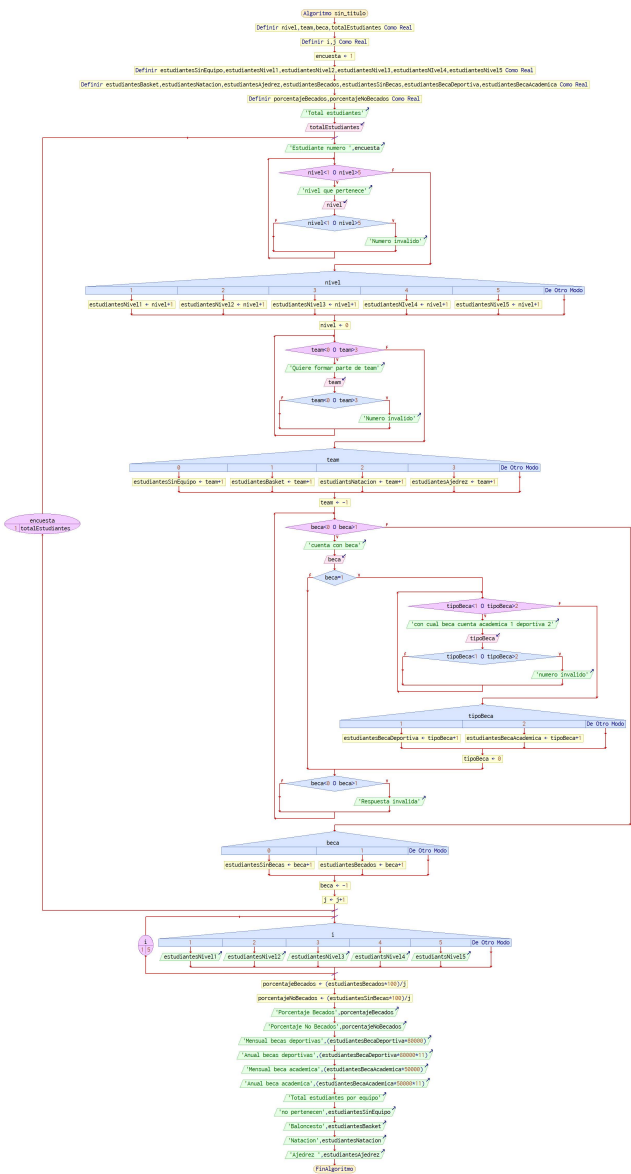 Algoritmo sin_titulo
Definir nivel,team,beca,totalEstudiantes Como Real
Definir i,j Como Real
encuesta ← 1
Definir estudiantesSinEquipo,estudiantesNivel1,estudiantesNivel2,estudiantesNivel3,estudiantesNIvel4,estudiantesNivel5 Como Real
Definir estudiantesBasket,estudiantesNatacion,estudiantesAjedrez,estudiantesBecados,estudiantesSinBecas,estudiantesBecaDeportiva,estudiantesBecaAcademica Como Real
Definir porcentajeBecados,porcentajeNoBecados Como Real
'Total estudiantes'
totalEstudiantes
'Estudiante numero ',encuesta
nivel<1 O nivel>5
F
V
'nivel que pertenece'
nivel
nivel<1 O nivel>5
F
V
'Numero invalido'
nivel
1 2 3 4 5 De Otro Modo
estudiantesNivel1 ← nivel+1
estudiantesNivel2 ← nivel+1
estudiantesNivel3 ← nivel+1
estudiantesNIvel4 ← nivel+1
estudiantesNivel5 ← nivel+1
nivel ← 0
team<0 O team>3
F
V
'Quiere formar parte de team'
team
team<0 O team>3
F
V
'Numero invalido'
team
0 1 2 3 De Otro Modo
estudiantesSinEquipo ← team+1
estudiantesBasket ← team+1
estudiantsNatacion ← team+1
estudiantesAjedrez ← team+1
team ← -1
encuesta
1 totalEstudiantes
beca<0 O beca>1
F
V
'cuenta con beca'
beca
beca=1
F
V
tipoBeca<1 O tipoBeca>2
F
V
'con cual beca cuenta academica 1 deportiva 2'
tipoBeca
tipoBeca<1 O tipoBeca>2
F
V
'numero invalido'
tipoBeca
1 2 De Otro Modo
estudiantesBecaDeportiva ← tipoBeca+1
estudiantesBecaAcademica ← tipoBeca+1
tipoBeca ← 0
beca<0 O beca>1
F
V
'Respuesta invalida'
beca
0 1 De Otro Modo
estudiantesSinBecas ← beca+1
estudiantesBecados ← beca+1
beca ← -1
j ← j+1
i
1 5
i
1 2 3 4 5 De Otro Modo
estudiantesNivel1
estudiantesNivel2
estudiantesNivel3
estudiantsNivel4
estudiantsNivel5
porcentajeBecados ← (estudiantesBecados*100)/j
porcentajeNoBecados ← (estudiantesSinBecas*100)/j
'Porcentaje Becados',porcentajeBecados
'Porcentaje No Becados',porcentajeNoBecados
'Mensual becas deportivas',(estudiantesBecaDeportiva*60000)
'Anual becas deportivas',(estudiantesBecaDeportiva*60000*11)
'Mensual beca academica',(estudiantesBecaAcademica*50000)
'Anual beca academica',(estudiantesBecaAcademica*50000*11)
'Total estudiantes por equipo'
'no pertenecen',estudiantesSinEquipo
'Baloncesto',estudiantesBasket
'Natacion',estudiantesNatacion
'Ajedrez ',estudiantesAjedrez
FinAlgoritmo